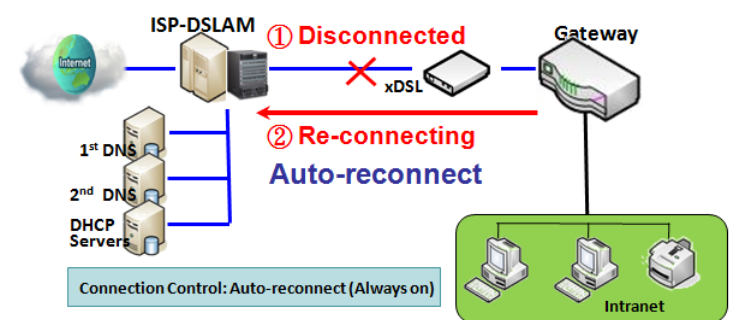 ISP-DSLAM
① Disconnected
Gateway
Internet
xDSL
② Re-connecting
1st DNS
Auto-reconnect
2nd DNS
DHCP
Servers
Connection Control: Auto-reconnect (Always on)
Intranet